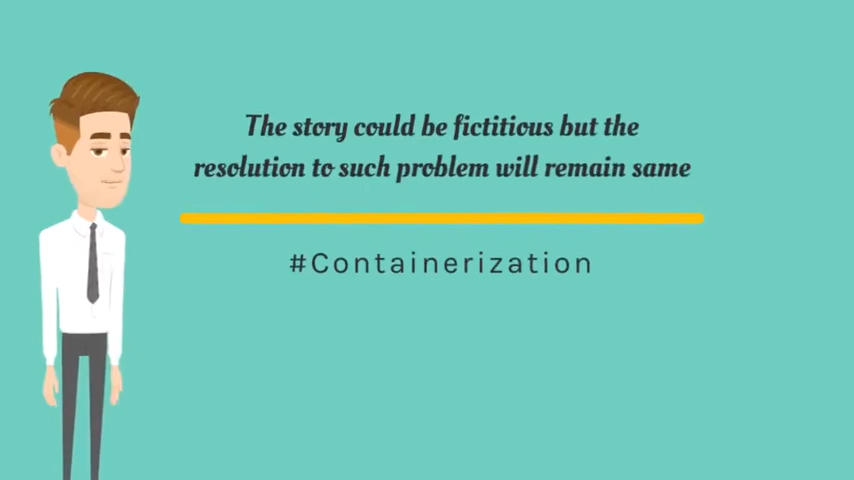 The story could be fictitious but the
resolution to such problem will remain same
#Containerization